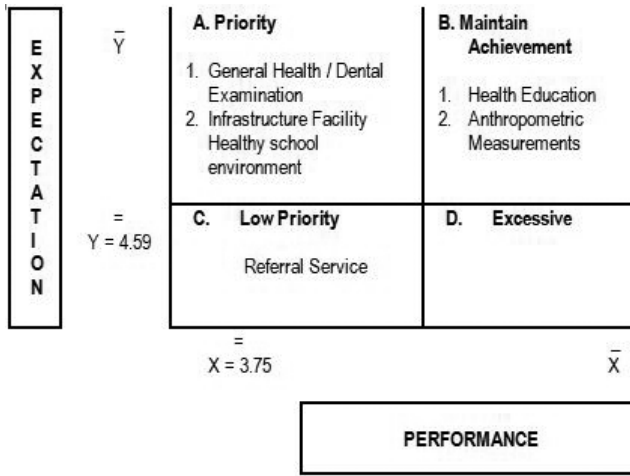 EXPECTATION
Ȳ
A. Priority
1. General Health / Dental
Examination
2. Infrastructure Facility
Healthy school
environment
B. Maintain
Achievement
1. Health Education
2. Anthropometric
Measurements
=
Y = 4.59
C. Low Priority
Referral Service
D. Excessive
=
X = 3.75
X̄
PERFORMANCE